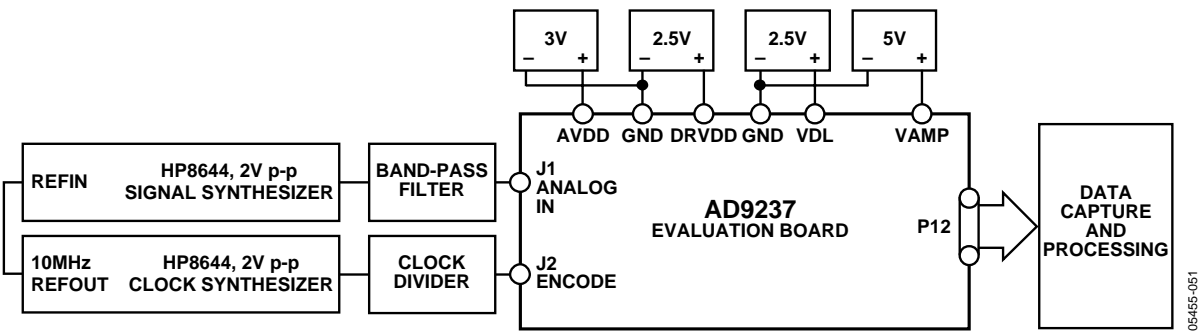 3V
– +
2.5V
– +
2.5V
– +
5V
– +
AVDD GND DRVDD GND VDL VAMP
REFIN
HP8644, 2V p-p
SIGNAL SYNTHESIZER
BAND-PASS
FILTER
J1
ANALOG
IN
10MHz
REFOUT
HP8644, 2V p-p
CLOCK SYNTHESIZER
CLOCK
DIVIDER
J2
ENCODE
AD9237
EVALUATION BOARD
P12
DATA
CAPTURE
AND
PROCESSING
05455-051